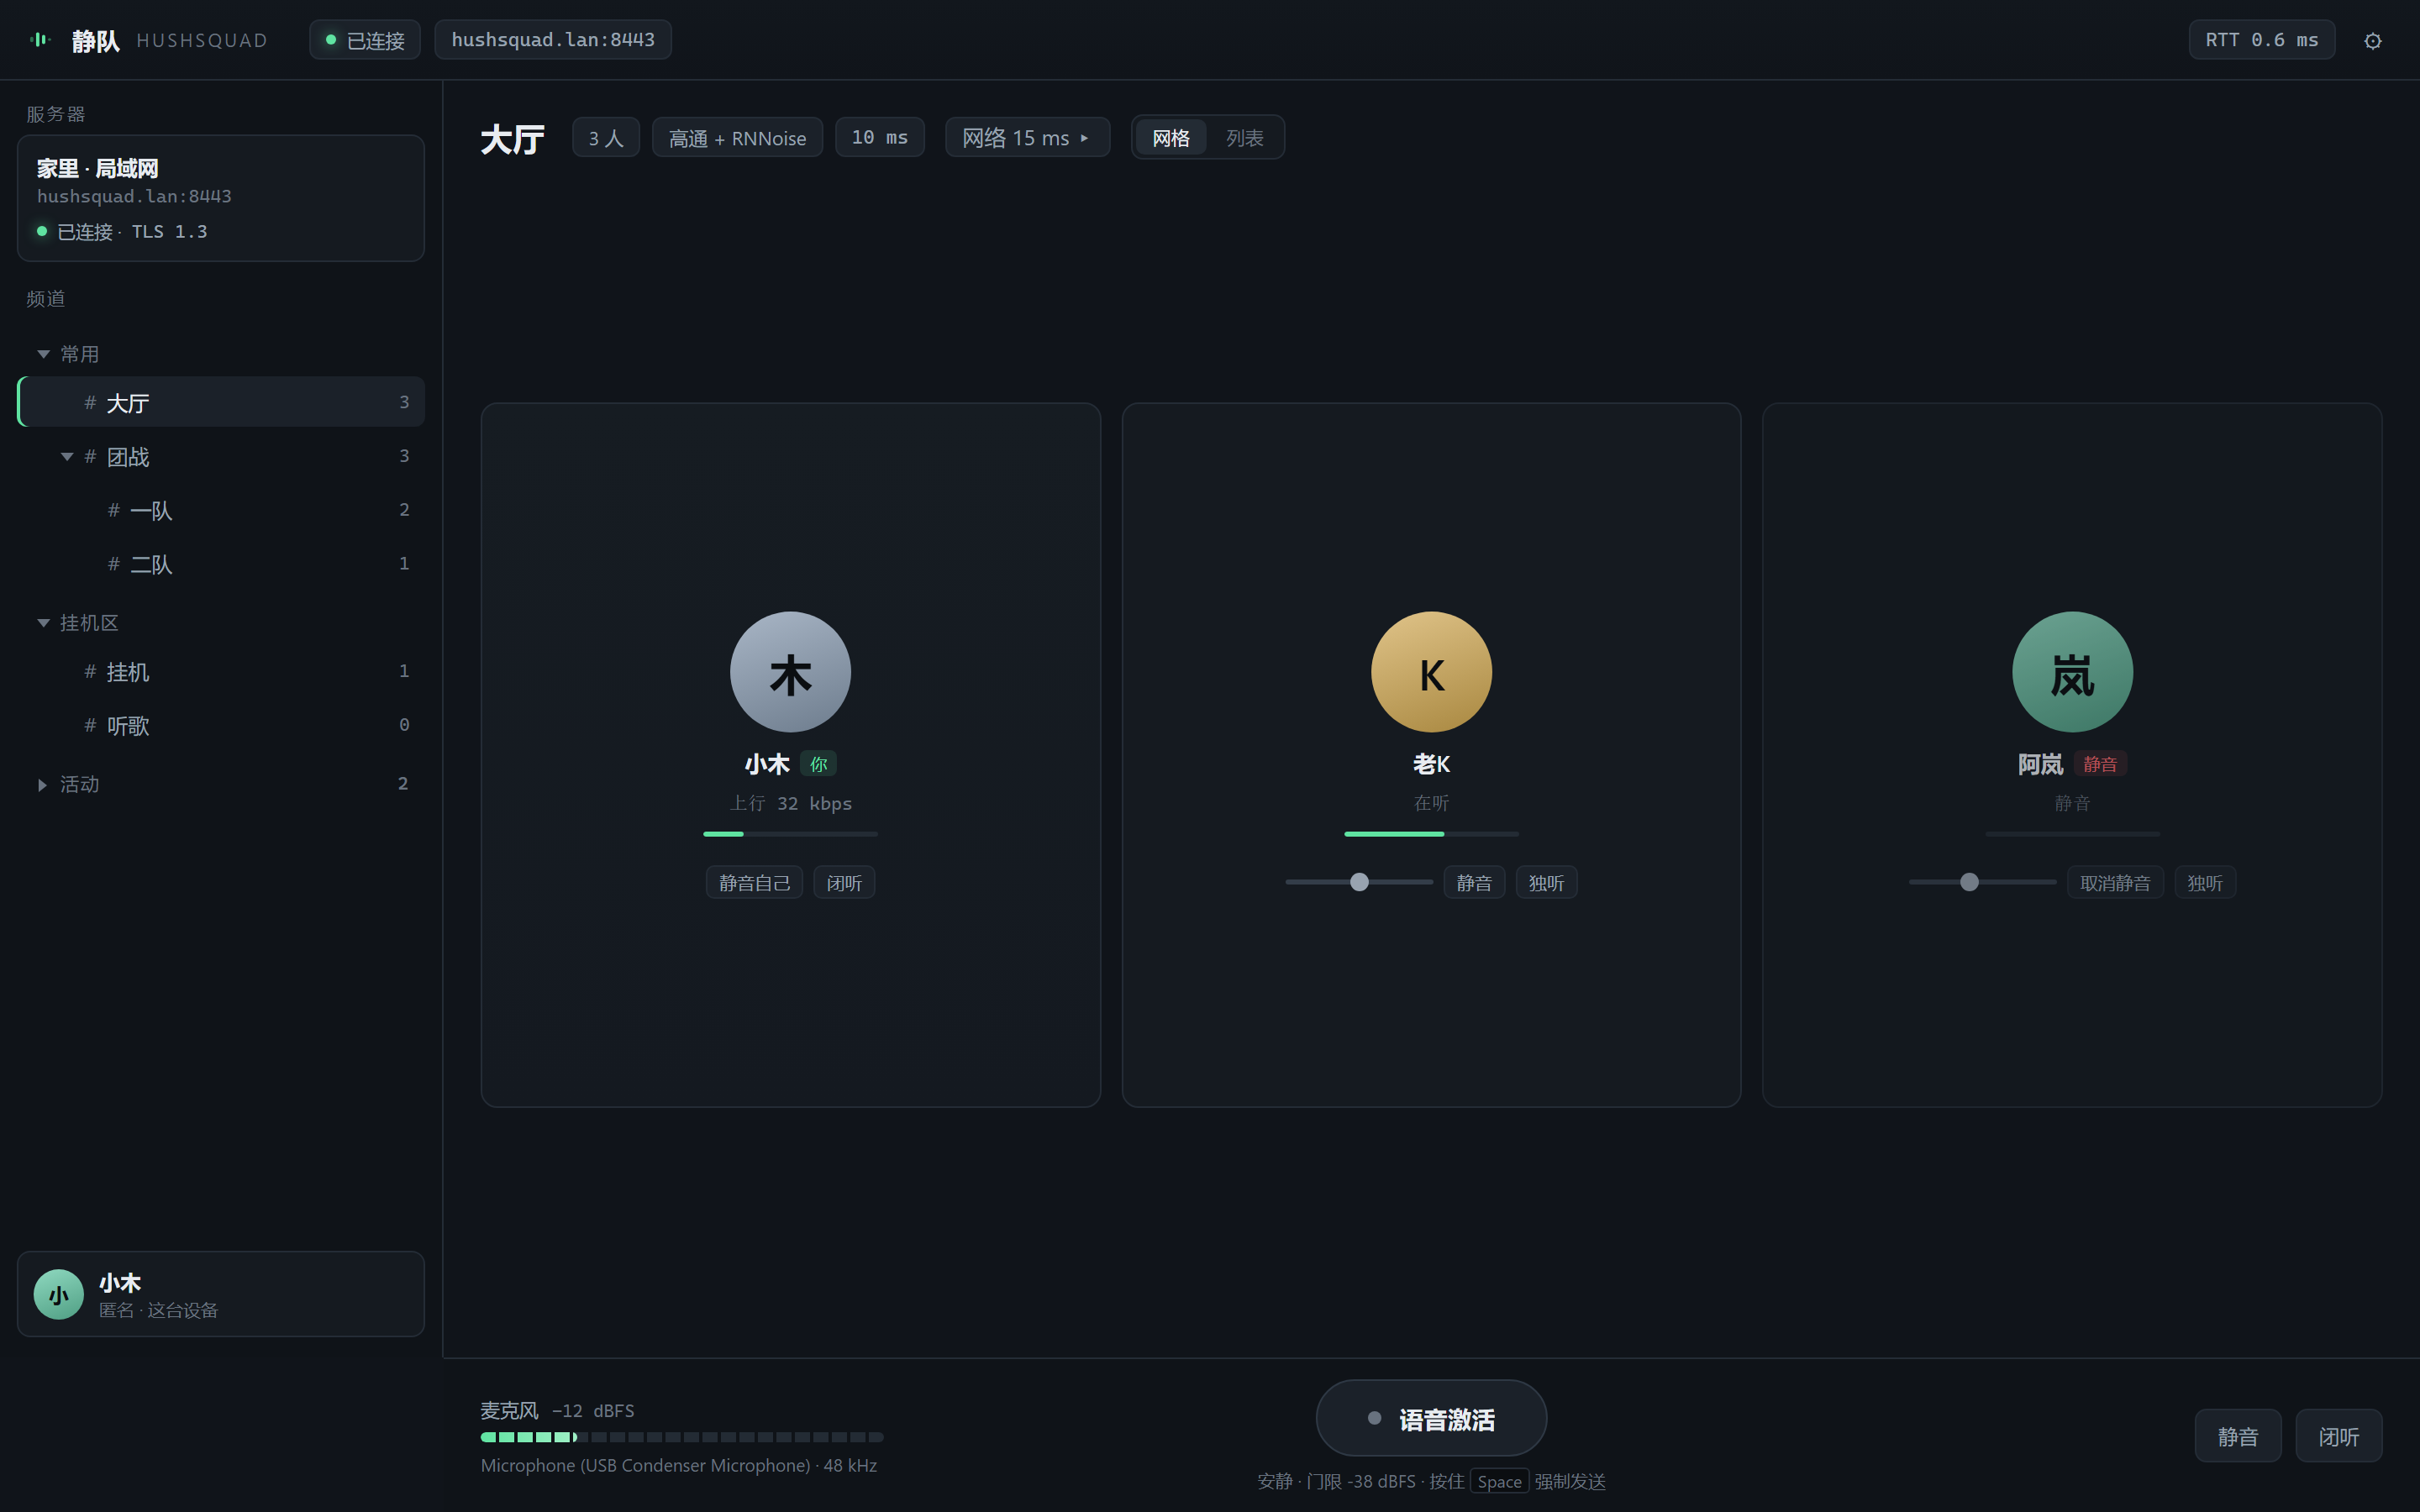 静队 HUSHSQUAD 已连接 hushsquad.lan:8443 RTT 0.6 ms
服务器
家里 · 局域网
hushsquad.lan:8443
已连接 · TLS 1.3
频道
常用
# 大厅 3
# 团战 3
# 一队 2
# 二队 1
挂机区
# 挂机 1
# 听歌 0
活动 2
小 小木
匿名 · 这台设备
大厅 3 人 高通 + RNNoise 10 ms 网络 15 ms ▸ 网格 列表
木
小木 你
上行 32 kbps
静音自己 闭听
K
老K
在听
静音 独听
岚
阿岚 静音
静音
取消静音 独听
麦克风 −12 dBFS
Microphone (USB Condenser Microphone) · 48 kHz
语音激活
安静 · 门限 -38 dBFS · 按住 Space 强制发送
静音 闭听